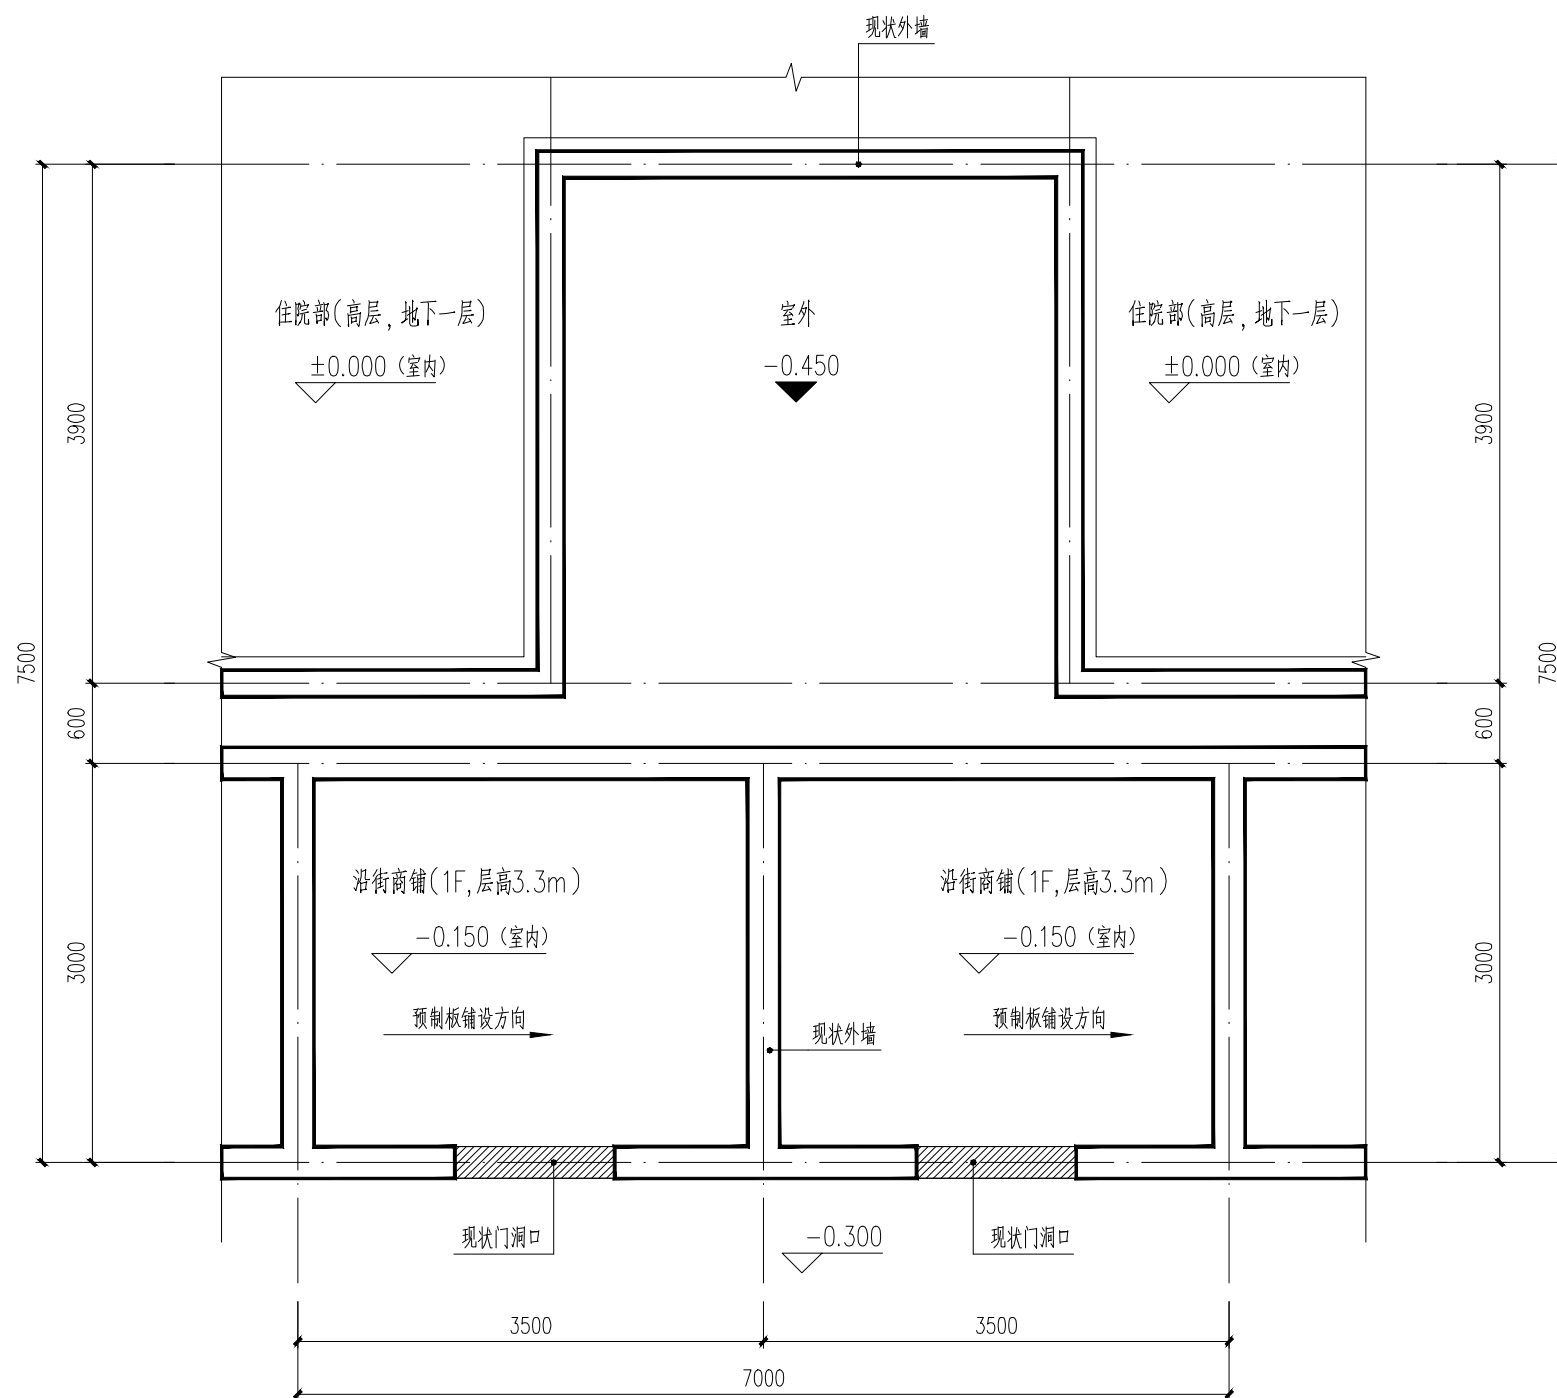 现状外墙
住院部(高层,地下一层)
±0.000(室内)
室外
-0.450
住院部(高层,地下一层)
±0.000(室内)
3900
3900
7500
7500
600
600
沿街商铺(1F,层高3.3m)
-0.150(室内)
沿街商铺(1F,层高3.3m)
-0.150(室内)
3000
3000
预制板铺设方向
预制板铺设方向
现状外墙
现状门洞口
-0.300
现状门洞口
3500
3500
7000